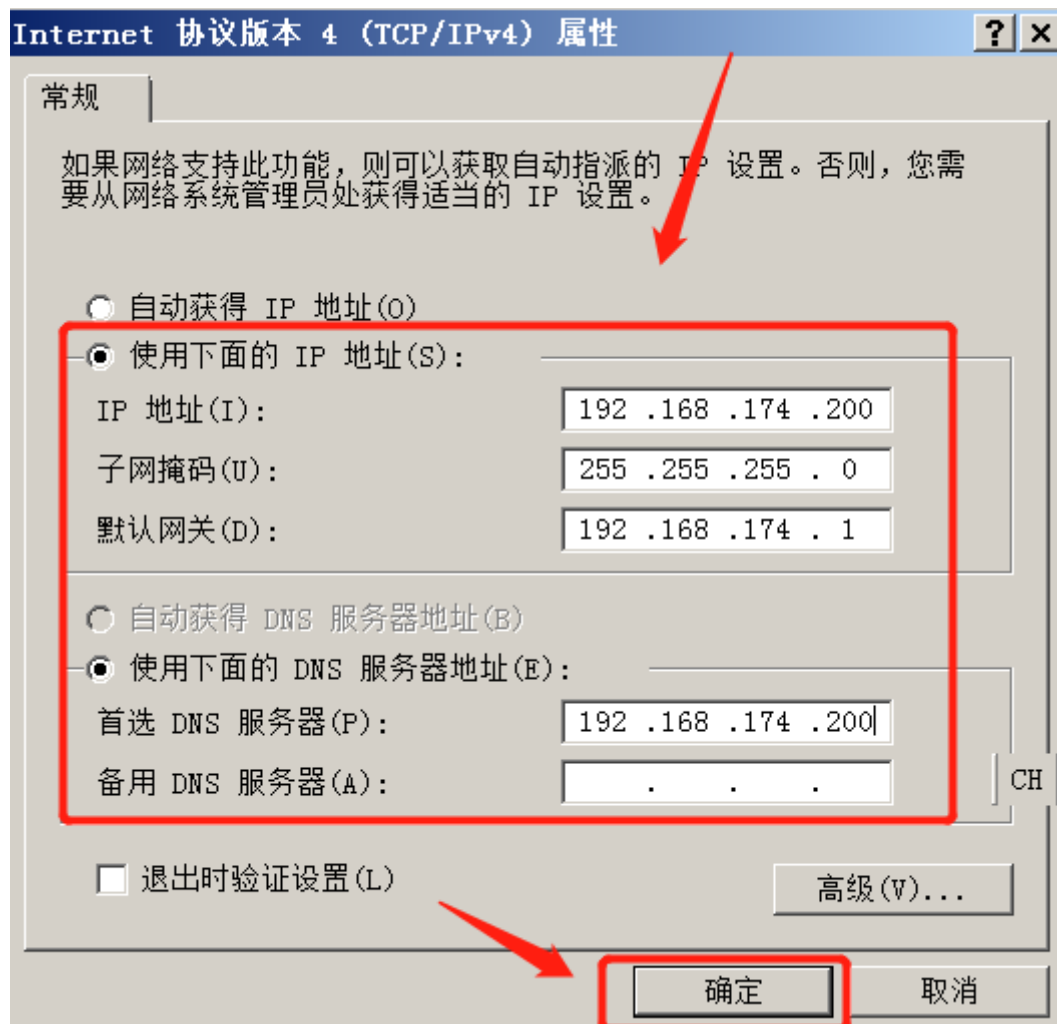 Internet 协议版本 4 (TCP/IPv4) 属性
常规
如果网络支持此功能，则可以获取自动指派的 IP 设置。否则，您需
要从网络系统管理员处获得适当的 IP 设置。
自动获得 IP 地址(O)
使用下面的 IP 地址(S):
IP 地址(I): 192 .168 .174 .200
子网掩码(U): 255 .255 .255 . 0
默认网关(D): 192 .168 .174 . 1
自动获得 DNS 服务器地址(B)
使用下面的 DNS 服务器地址(E):
首选 DNS 服务器(P): 192 .168 .174 .200
备用 DNS 服务器(A): . . .
CH
退出时验证设置(L)
高级(V)...
确定 取消